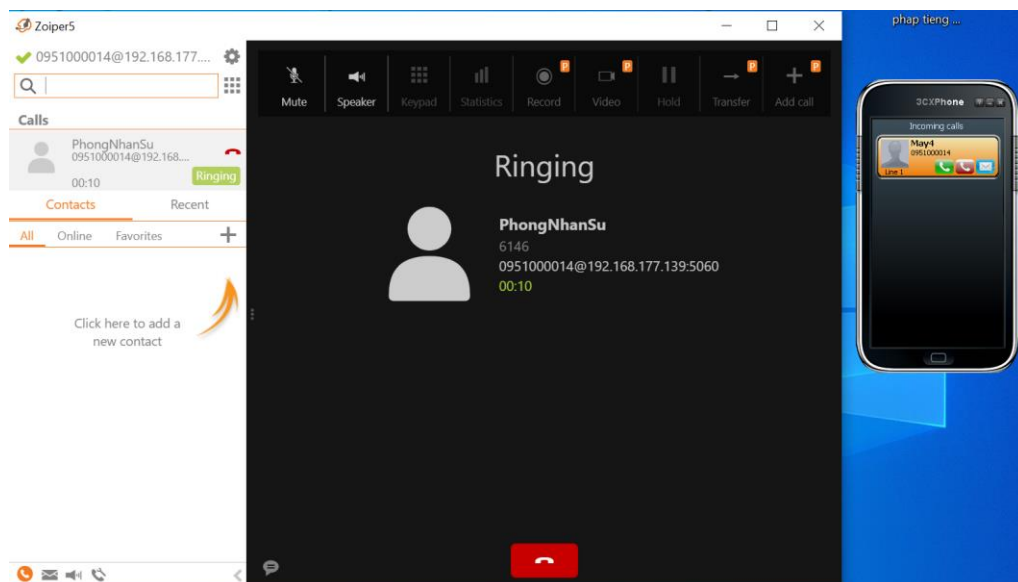 Zoiper5
0951000014@192.168.177....
Calls
PhongNhanSu
0951000014@192.168....
00:10
Ringing
Contacts Recent
All Online Favorites
Click here to add a
new contact
Mute Speaker Keypad Statistics Record Video Hold Transfer Add call
P P P P
Ringing
PhongNhanSu
6146
0951000014@192.168.177.139:5060
00:10
phap tieng ...
3CXPhone
Incoming calls
May4
0951000014
Line 1